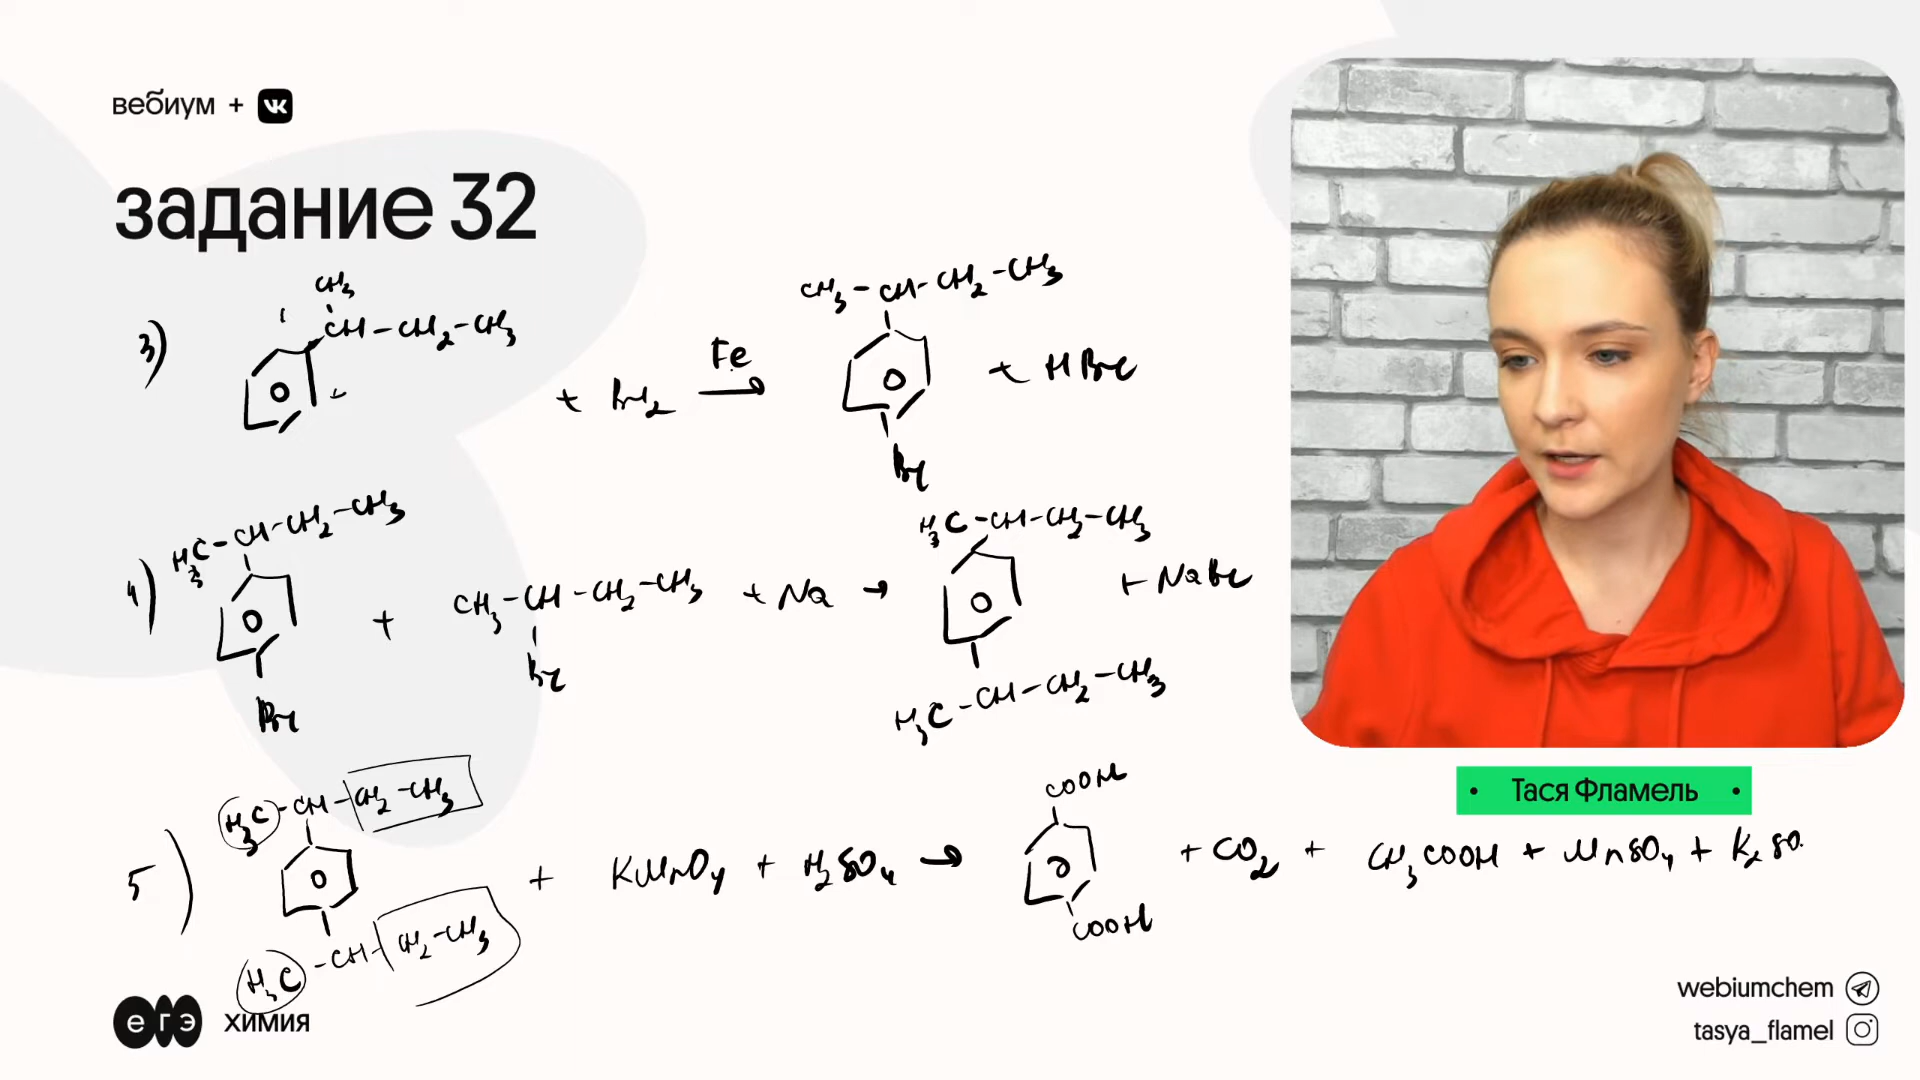 вебиум +
задание 32
CH3
3) CH-CH2-CH3 + Br2 Fe→ CH3-CH-CH2-CH3 + HBr
Br
4) H3C-CH-CH2-CH3 + CH3-CH-CH2-CH3 + Na → H3C-CH-CH2-CH3 + NaBr
Br
Br
H3C-CH-CH2-CH3
5) H3C-CH-CH2-CH3 + KMnO4 + H2SO4 → COOH + CO2 + CH3COOH + MnSO4 + K2SO
H3C-CH-CH2-CH3
COOH
• Тася Фламель •
егэ химия
webiumchem
tasya_flamel